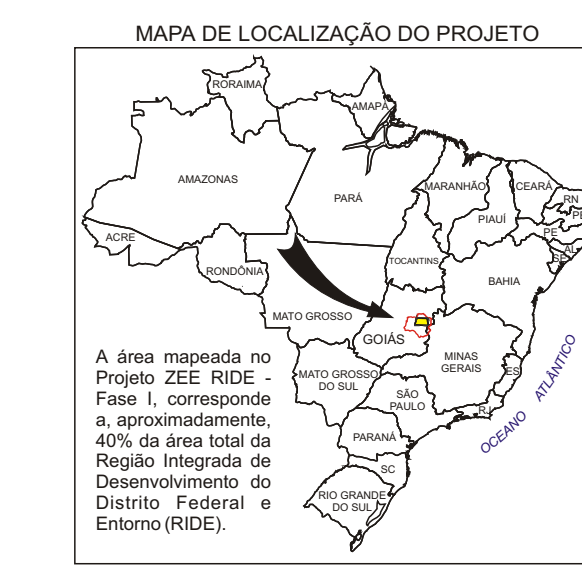 MAPA DE LOCALIZAÇÃO DO PROJETO
RORAIMA
AMAPÁ
AMAZONAS
PARÁ
MARANHÃO
CEARÁ
RN
PIAUÍ
PE
AL
SE
ACRE
RONDÔNIA
TOCANTINS
BAHIA
MATO GROSSO
GOIÁS
MINAS
GERAIS
ES
MATO GROSSO
DO SUL
SÃO
PAULO
RJ
PARANÁ
SC
RIO GRANDE
DO SUL
OCEANO ATLÂNTICO
A área mapeada no
Projeto ZEE RIDE -
Fase I, corresponde
a, aproximadamente,
40% da área total da
Região Integrada de
Desenvolvimento do
Distrito Federal e
Entorno (RIDE).